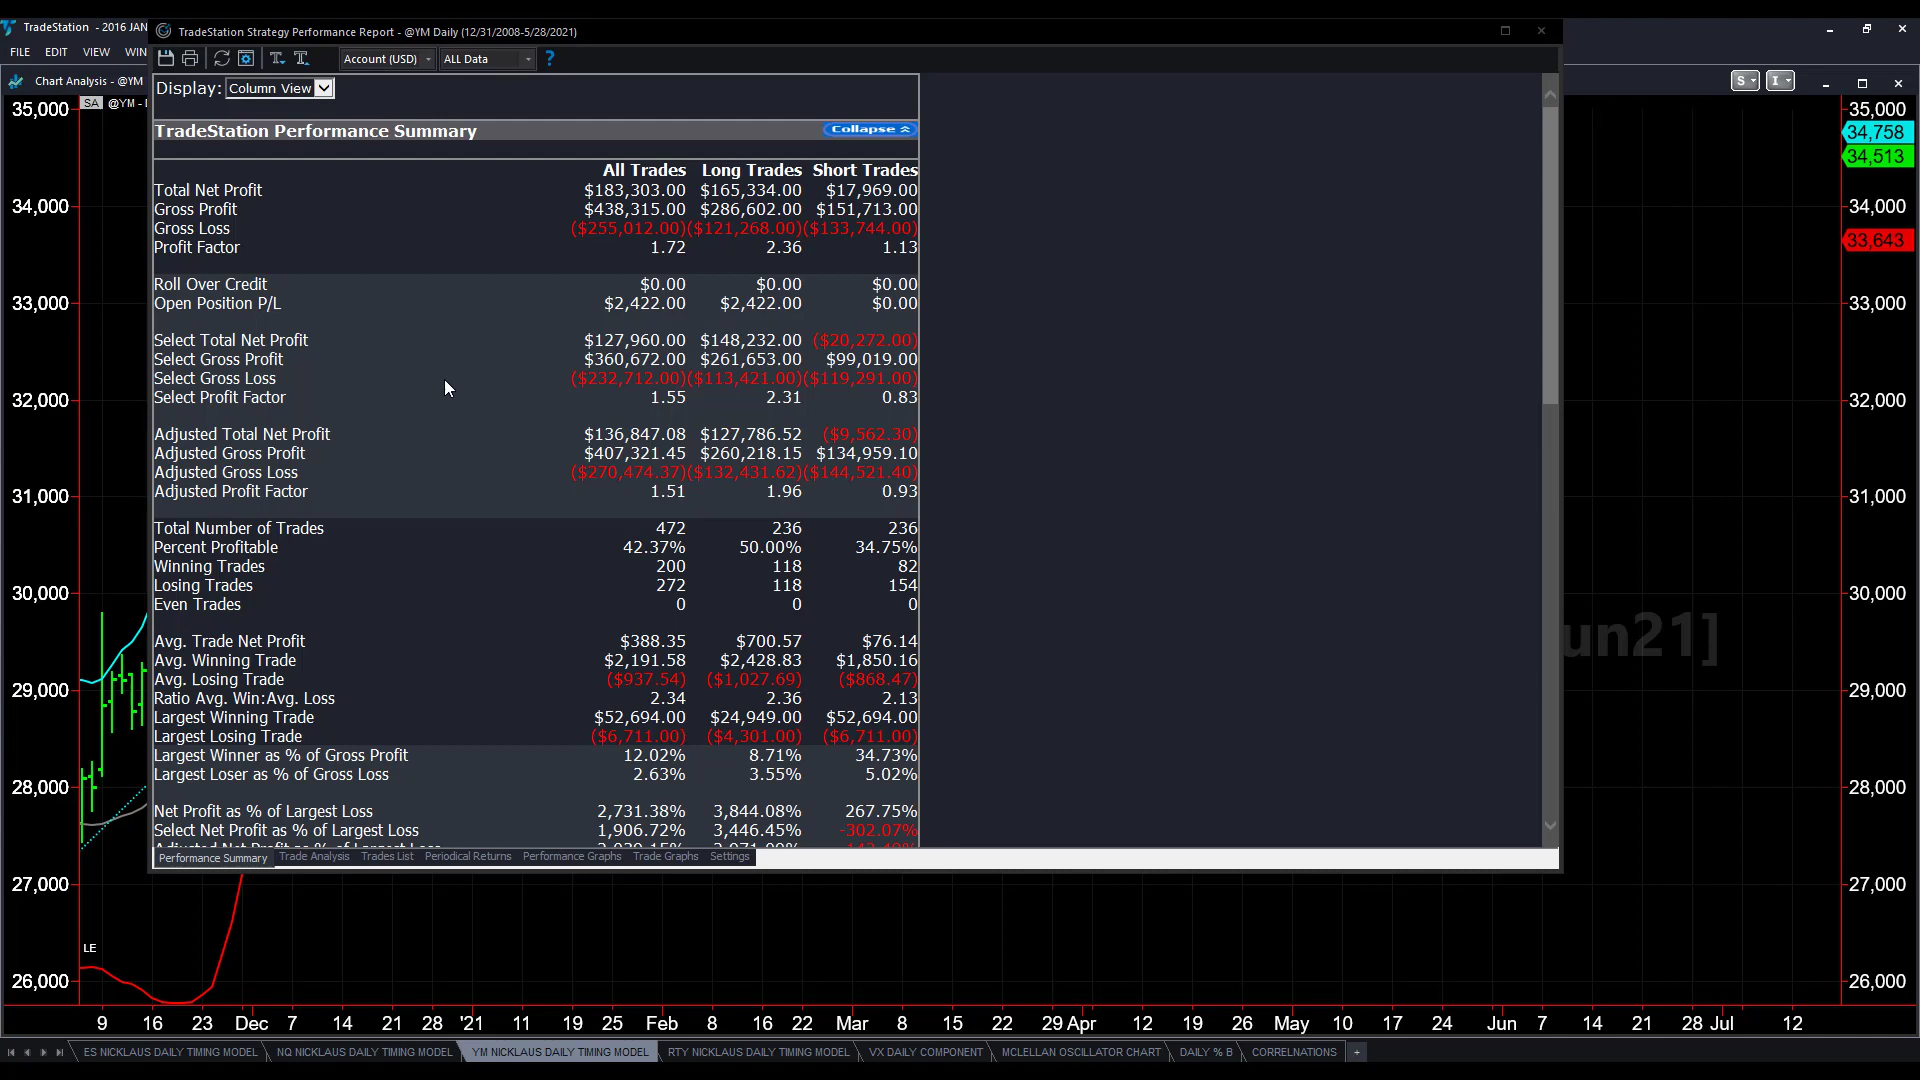 TradeStation - 2016 JAN
TradeStation Strategy Performance Report - @YM Daily (12/31/2008-5/28/2021)
FILE EDIT VIEW WIN
Account (USD) ALL Data ?
Chart Analysis - @YM
S I
SA @YM - D
Display: Column View
TradeStation Performance Summary Collapse
All Trades Long Trades Short Trades
Total Net Profit $183,303.00 $165,334.00 $17,969.00
Gross Profit $438,315.00 $286,602.00 $151,713.00
Gross Loss ($255,012.00) ($121,268.00) ($133,744.00)
Profit Factor 1.72 2.36 1.13
Roll Over Credit $0.00 $0.00 $0.00
Open Position P/L $2,422.00 $2,422.00 $0.00
Select Total Net Profit $127,960.00 $148,232.00 ($20,272.00)
Select Gross Profit $360,672.00 $261,653.00 $99,019.00
Select Gross Loss ($232,712.00) ($113,421.00) ($119,291.00)
Select Profit Factor 1.55 2.31 0.83
Adjusted Total Net Profit $136,847.08 $127,786.52 ($9,562.30)
Adjusted Gross Profit $407,321.45 $260,218.15 $134,959.10
Adjusted Gross Loss ($270,474.37) ($132,431.62) ($144,521.40)
Adjusted Profit Factor 1.51 1.96 0.93
Total Number of Trades 472 236 236
Percent Profitable 42.37% 50.00% 34.75%
Winning Trades 200 118 82
Losing Trades 272 118 154
Even Trades 0 0 0
Avg. Trade Net Profit $388.35 $700.57 $76.14
Avg. Winning Trade $2,191.58 $2,428.83 $1,850.16
Avg. Losing Trade ($937.54) ($1,027.69) ($868.47)
Ratio Avg. Win:Avg. Loss 2.34 2.36 2.13
Largest Winning Trade $52,694.00 $24,949.00 $52,694.00
Largest Losing Trade ($6,711.00) ($4,301.00) ($6,711.00)
Largest Winner as % of Gross Profit 12.02% 8.71% 34.73%
Largest Loser as % of Gross Loss 2.63% 3.55% 5.02%
Net Profit as % of Largest Loss 2,731.38% 3,844.08% 267.75%
Select Net Profit as % of Largest Loss 1,906.72% 3,446.45% -302.07%
Performance Summary Trade Analysis Trades List Periodical Returns Performance Graphs Trade Graphs Settings
35,000
34,000
33,000
32,000
31,000
30,000
29,000
28,000
27,000
26,000
35,000
34,758
34,513
34,000
33,643
33,000
32,000
31,000
30,000
un21]
29,000
28,000
27,000
26,000
LE
9 16 23 Dec 7 14 21 28 '21 11 19 25 Feb 8 16 22 Mar 8 15 22 29 Apr 12 19 26 May 10 17 24 Jun 7 14 21 28 Jul 12
ES NICKLAUS DAILY TIMING MODEL NQ NICKLAUS DAILY TIMING MODEL YM NICKLAUS DAILY TIMING MODEL RTY NICKLAUS DAILY TIMING MODEL VX DAILY COMPONENT MCLELLAN OSCILLATOR CHART DAILY % B CORRELNATIONS +